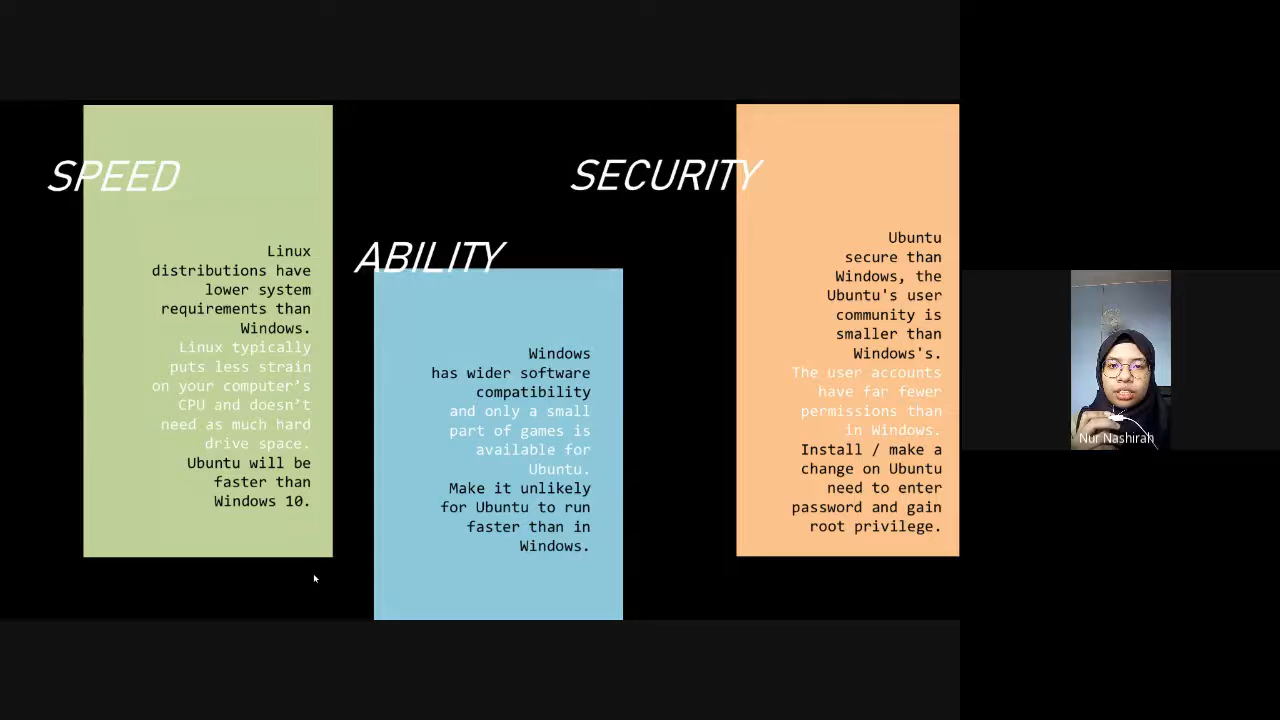 SPEED
Linux
distributions have
lower system
requirements than
Windows.
Linux typically
puts less strain
on your computer's
CPU and doesn't
need as much hard
drive space.
Ubuntu will be
faster than
Windows 10.
ABILITY
Windows
has wider software
compatibility
and only a small
part of games is
available for
Ubuntu.
Make it unlikely
for Ubuntu to run
faster than in
Windows.
SECURITY
Ubuntu
secure than
Windows, the
Ubuntu's user
community is
smaller than
Windows's.
The user accounts
have far fewer
permissions than
in Windows.
Install / make a
change on Ubuntu
need to enter
password and gain
root privilege.
Nur Nashirah